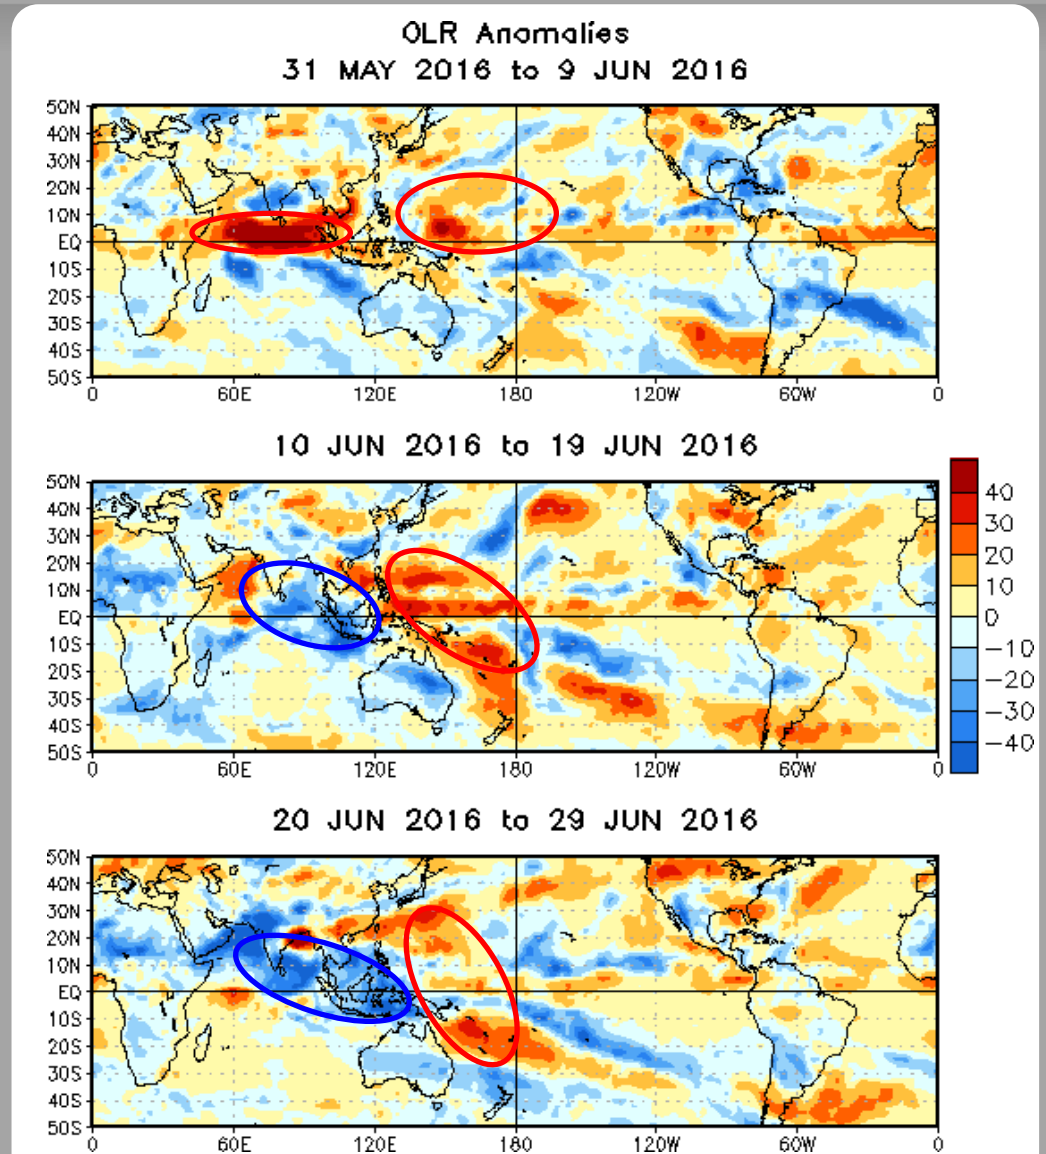 OLR Anomalies
31 MAY 2016 to 9 JUN 2016
50N
40N
30N
20N
10N
EQ
10S
20S
30S
40S
50S
0 60E 120E 180 120W 60W 0
10 JUN 2016 to 19 JUN 2016
50N
40N
30N
20N
10N
EQ
10S
20S
30S
40S
50S
0 60E 120E 180 120W 60W 0
40
30
20
10
0
−10
−20
−30
−40
20 JUN 2016 to 29 JUN 2016
50N
40N
30N
20N
10N
EQ
10S
20S
30S
40S
50S
0 60E 120E 180 120W 60W 0